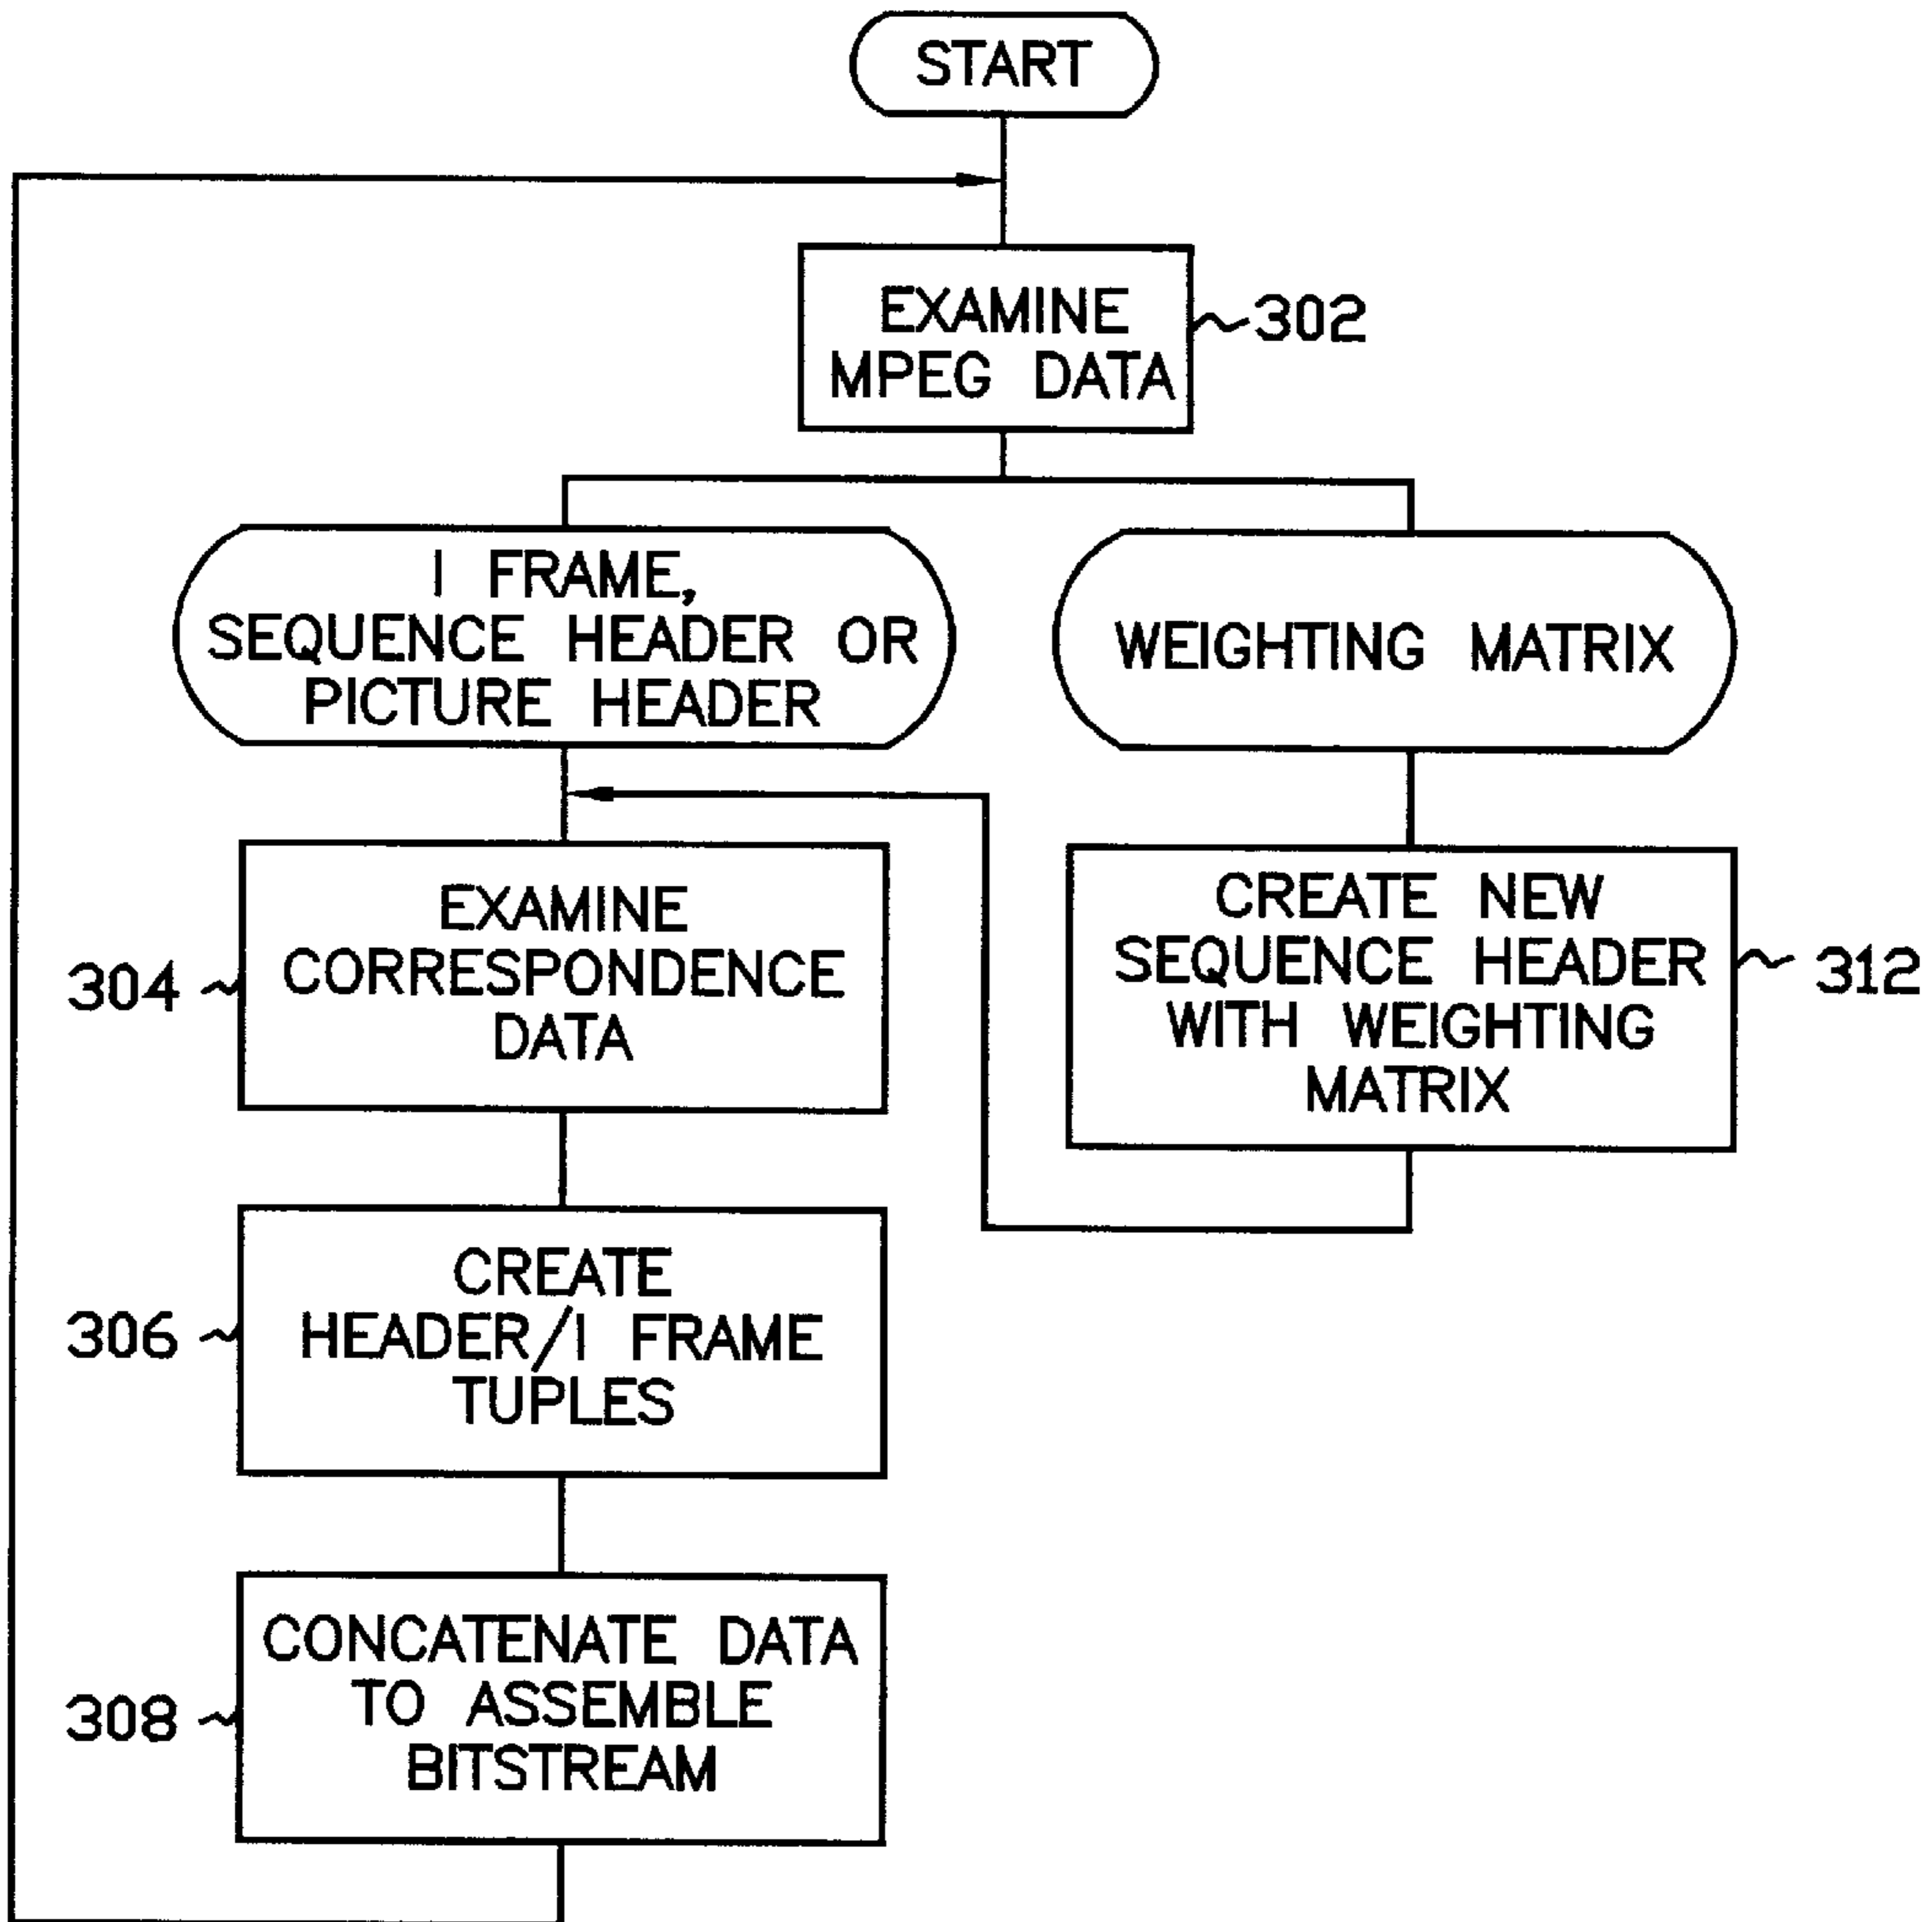 START
EXAMINE
MPEG DATA
302
I FRAME,
SEQUENCE HEADER OR
PICTURE HEADER
WEIGHTING MATRIX
EXAMINE
CORRESPONDENCE
DATA
304
CREATE NEW
SEQUENCE HEADER
WITH WEIGHTING
MATRIX
312
CREATE
HEADER/I FRAME
TUPLES
306
CONCATENATE DATA
TO ASSEMBLE
BITSTREAM
308